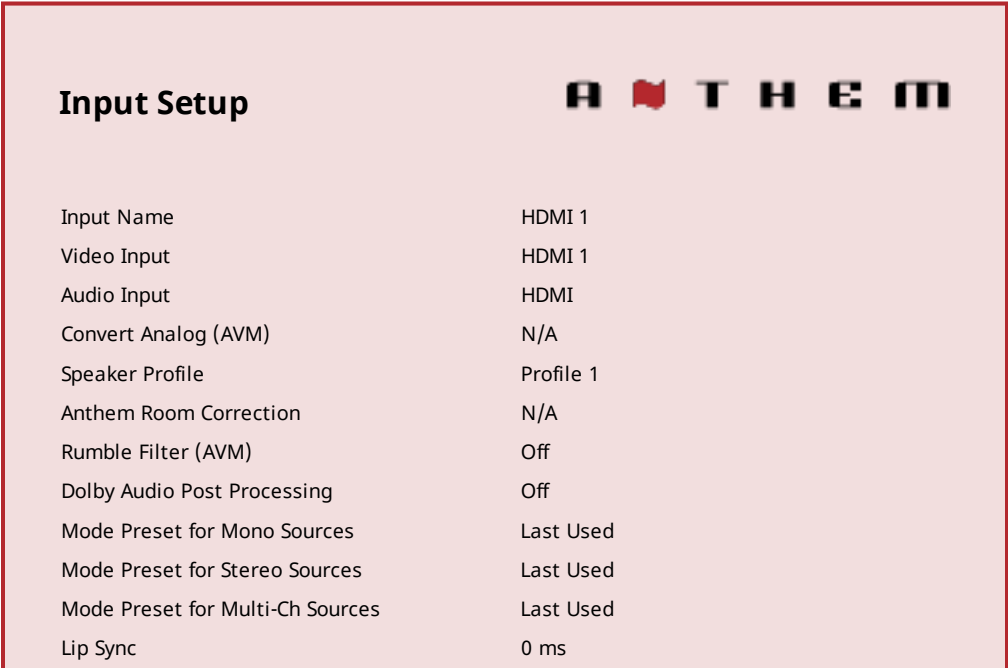 Input Setup
ANTHEM
Input Name HDMI 1
Video Input HDMI 1
Audio Input HDMI
Convert Analog (AVM) N/A
Speaker Profile Profile 1
Anthem Room Correction N/A
Rumble Filter (AVM) Off
Dolby Audio Post Processing Off
Mode Preset for Mono Sources Last Used
Mode Preset for Stereo Sources Last Used
Mode Preset for Multi-Ch Sources Last Used
Lip Sync 0 ms